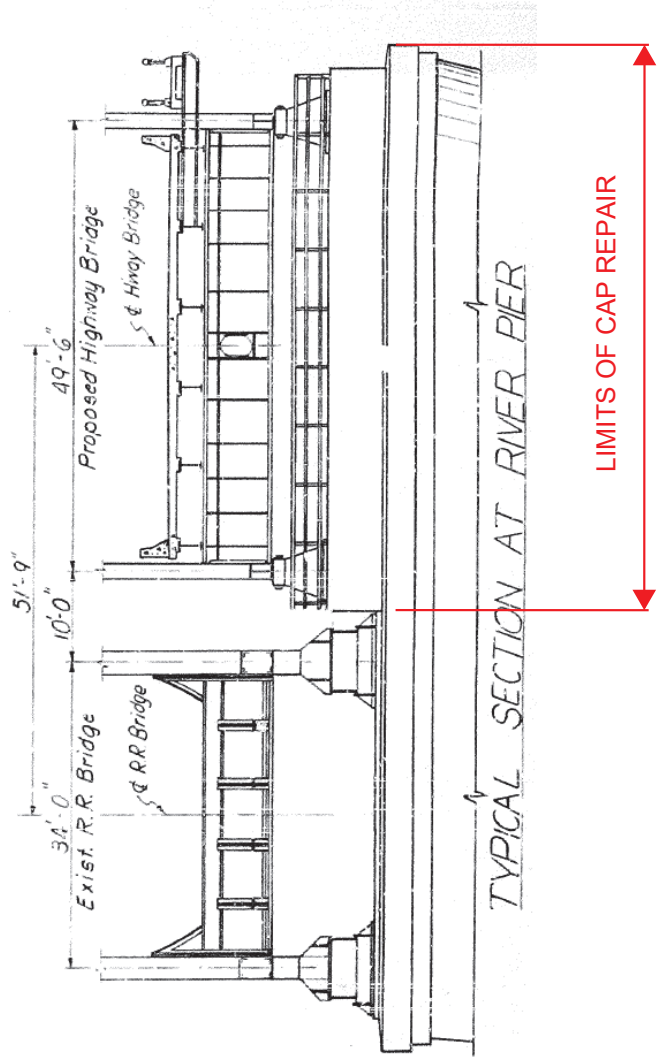 51'-9"
34'-0"
10'-0"
49'-6"
Exist. R.R. Bridge
Proposed Highway Bridge
℄ R.R. Bridge
℄ Hiway Bridge
TYPICAL SECTION AT RIVER PIER
LIMITS OF CAP REPAIR